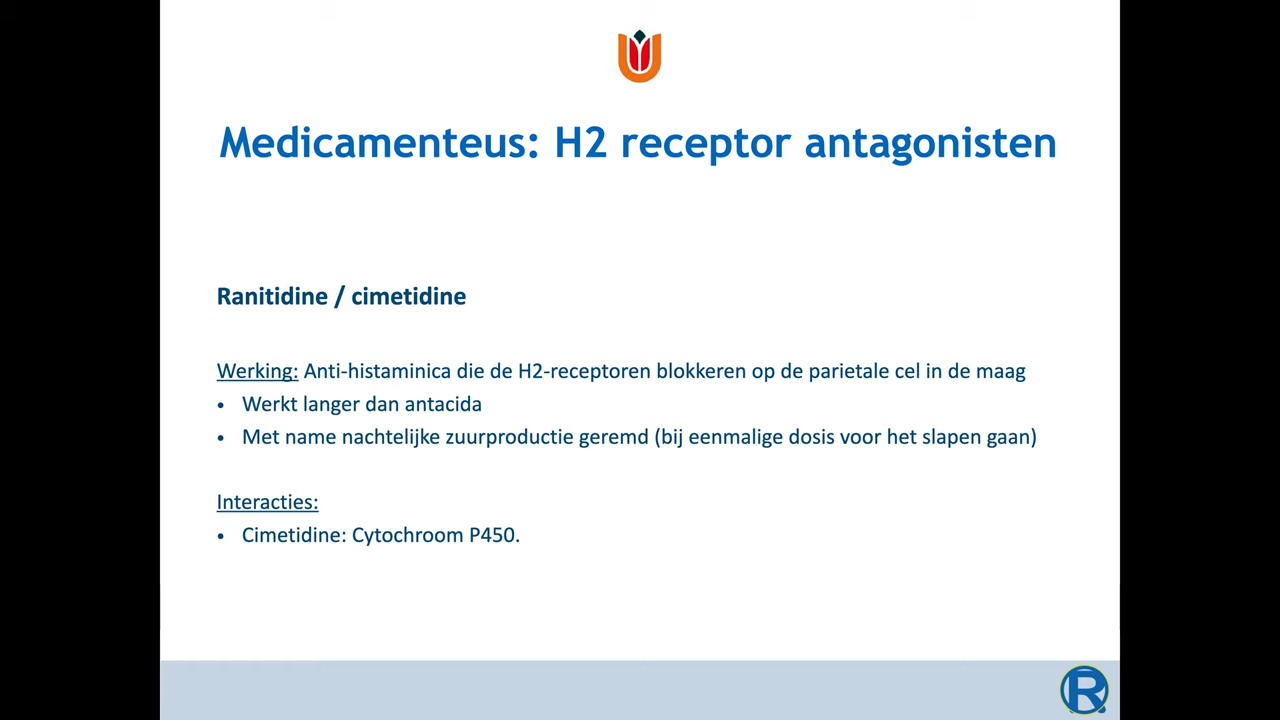 Medicamenteus: H2 receptor antagonisten
Ranitidine / cimetidine
Werking: Anti-histaminica die de H2-receptoren blokkeren op de parietale cel in de maag
• Werkt langer dan antacida
• Met name nachtelijke zuurproductie geremd (bij eenmalige dosis voor het slapen gaan)
Interacties:
• Cimetidine: Cytochroom P450.
R